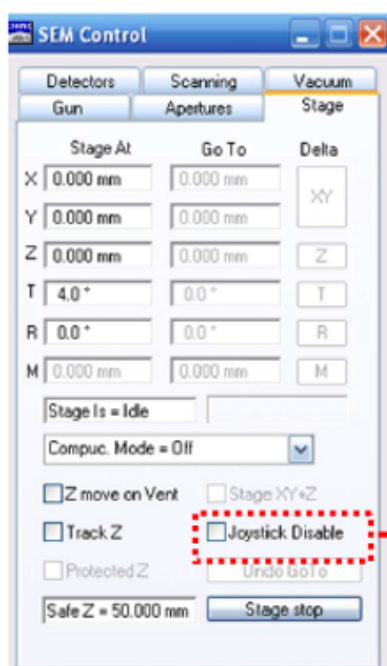 SEM Control
Detectors Scanning Vacuum
Gun Apertures Stage
Stage At Go To Delta
X 0.000 mm 0.000 mm XY
Y 0.000 mm 0.000 mm
Z 0.000 mm 0.000 mm Z
T 4.0 ° 0.0 ° T
R 0.0 ° 0.0 ° R
M 0.000 mm 0.000 mm M
Stage Is = Idle
Compuc. Mode = Off
Z move on Vent Stage XY+Z
Track Z Joystick Disable
Protected Z Undo GoTo
Safe Z = 50.000 mm Stage stop